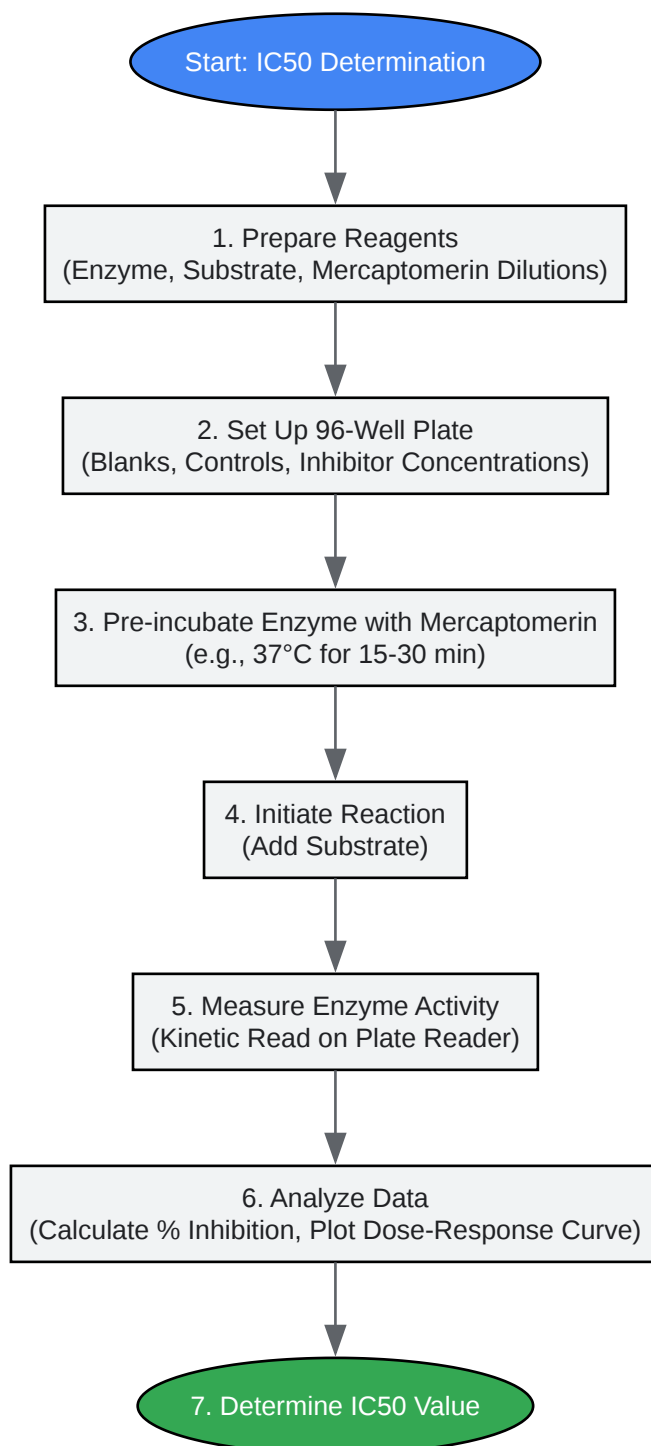 Start: IC50 Determination
1. Prepare Reagents
(Enzyme, Substrate, Mercaptomerin Dilutions)
2. Set Up 96-Well Plate
(Blanks, Controls, Inhibitor Concentrations)
3. Pre-incubate Enzyme with Mercaptomerin
(e.g., 37°C for 15-30 min)
4. Initiate Reaction
(Add Substrate)
5. Measure Enzyme Activity
(Kinetic Read on Plate Reader)
6. Analyze Data
(Calculate % Inhibition, Plot Dose-Response Curve)
7. Determine IC50 Value